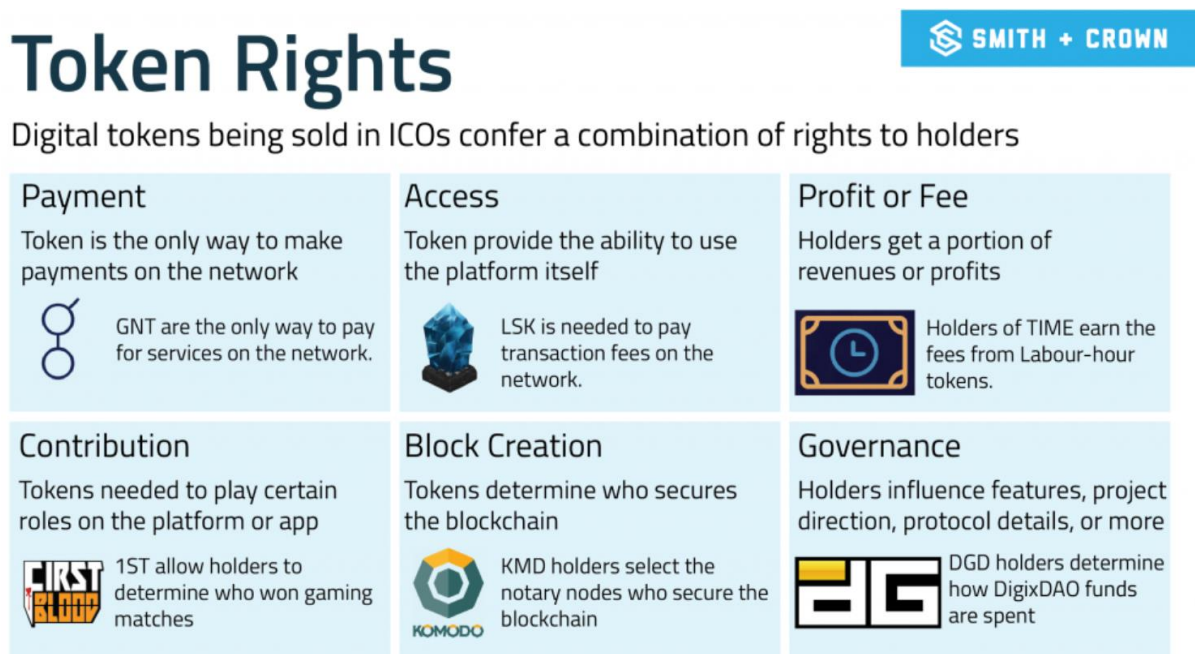 SMITH + CROWN
Token Rights
Digital tokens being sold in ICOs confer a combination of rights to holders
Payment
Token is the only way to make
payments on the network
GNT are the only way to pay
for services on the network.
Access
Token provide the ability to use
the platform itself
LSK is needed to pay
transaction fees on the
network.
Profit or Fee
Holders get a portion of
revenues or profits
Holders of TIME earn the
fees from Labour-hour
tokens.
Contribution
Tokens needed to play certain
roles on the platform or app
FIRST
BLOOD
1ST allow holders to
determine who won gaming
matches
Block Creation
Tokens determine who secures
the blockchain
KOMODO
KMD holders select the
notary nodes who secure the
blockchain
Governance
Holders influence features, project
direction, protocol details, or more
dG
DGD holders determine
how DigixDAO funds
are spent